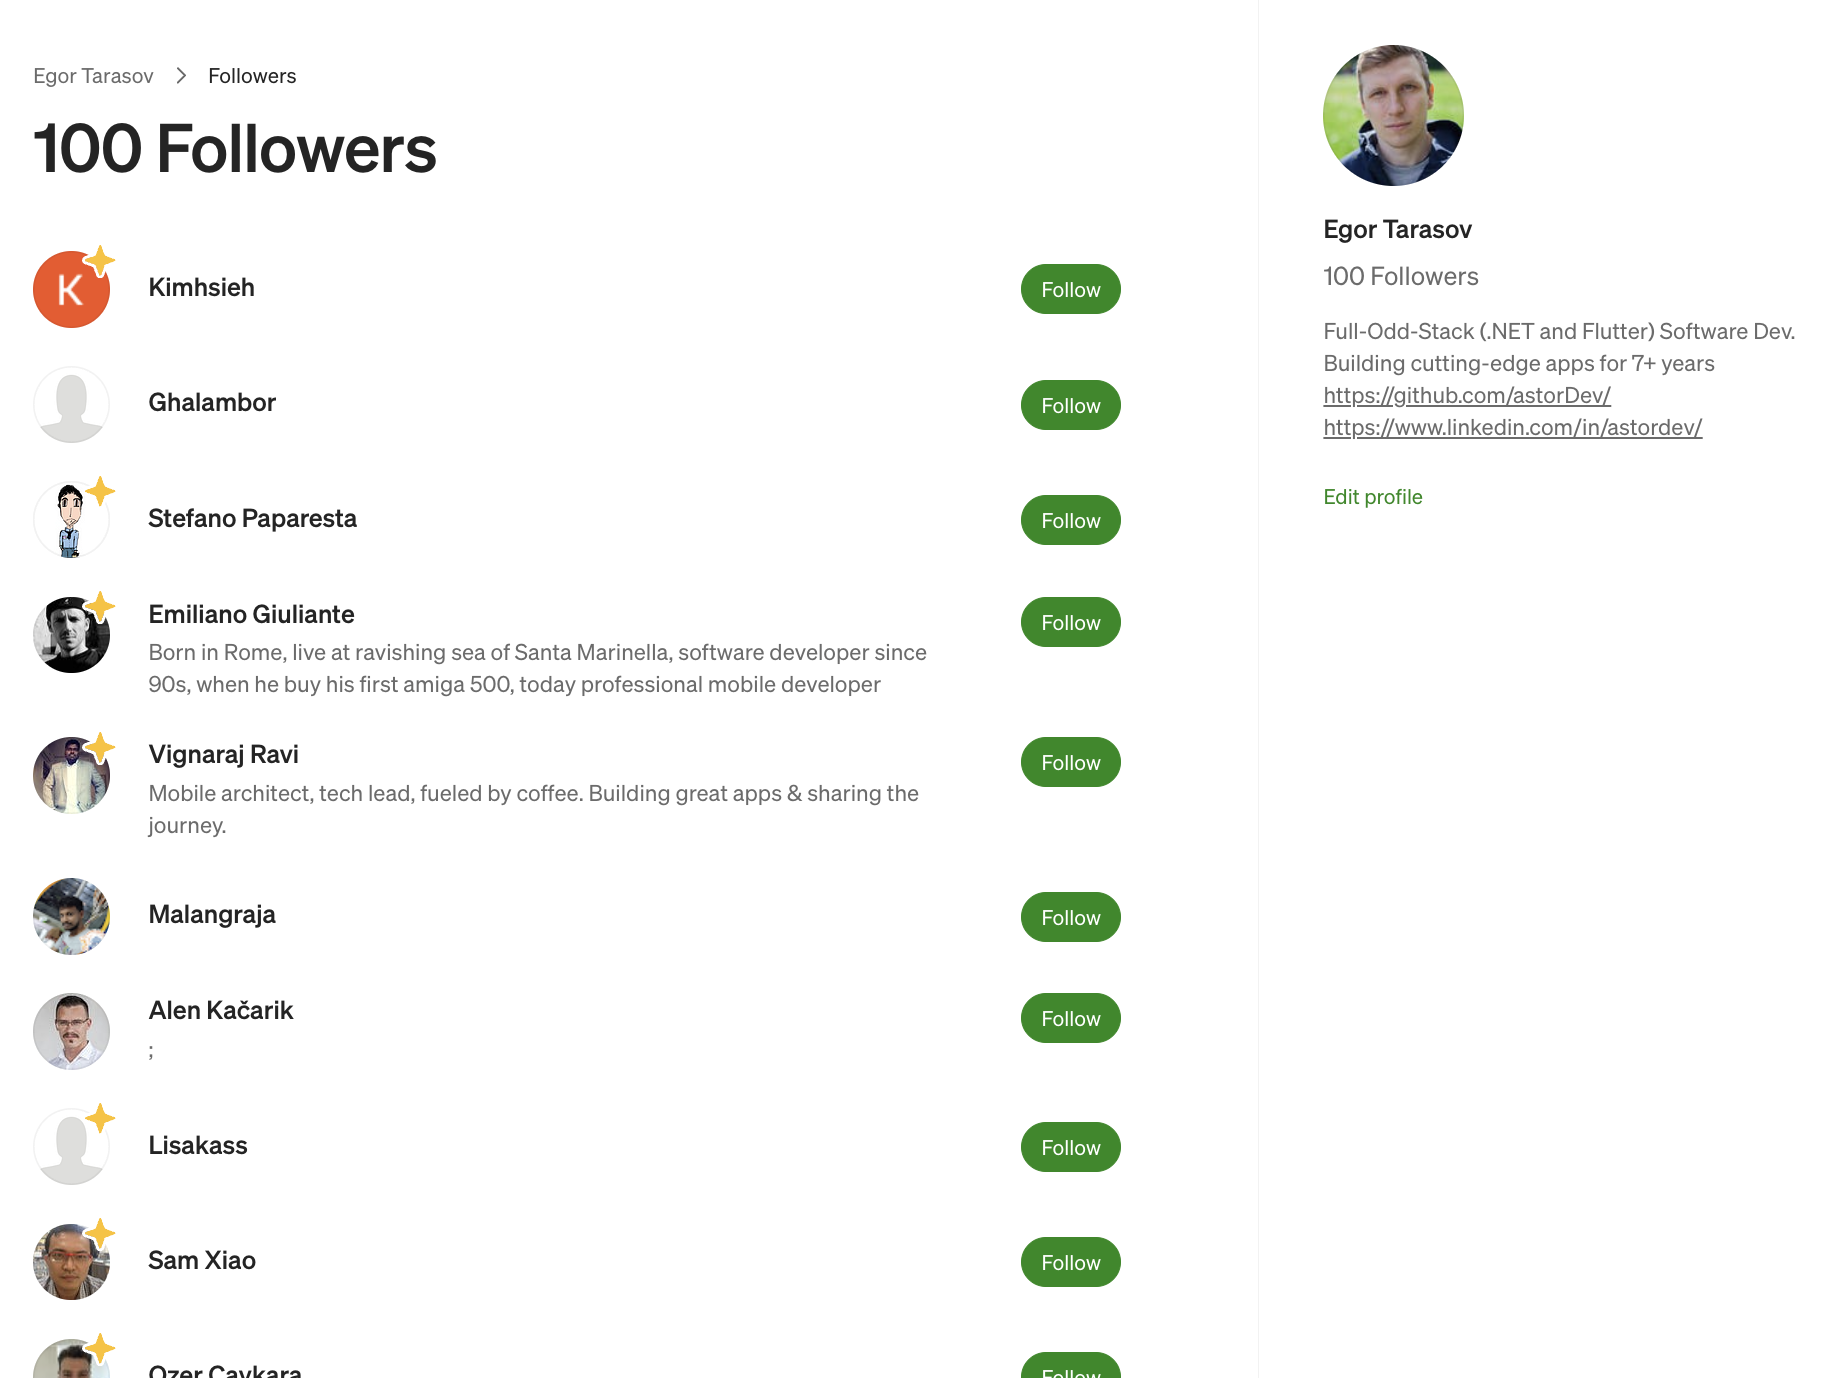 Egor Tarasov > Followers
100 Followers
K
Kimhsieh
Follow
Ghalambor
Follow
Stefano Paparesta
Follow
Emiliano Giuliante
Follow
Born in Rome, live at ravishing sea of Santa Marinella, software developer since
90s, when he buy his first amiga 500, today professional mobile developer
Vignaraj Ravi
Follow
Mobile architect, tech lead, fueled by coffee. Building great apps & sharing the
journey.
Malangraja
Follow
Alen Kačarik
Follow
;
Lisakass
Follow
Sam Xiao
Follow
Ozer Cavkara
Follow
Egor Tarasov
100 Followers
Full-Odd-Stack (.NET and Flutter) Software Dev.
Building cutting-edge apps for 7+ years
https://github.com/astorDev/
https://www.linkedin.com/in/astordev/
Edit profile